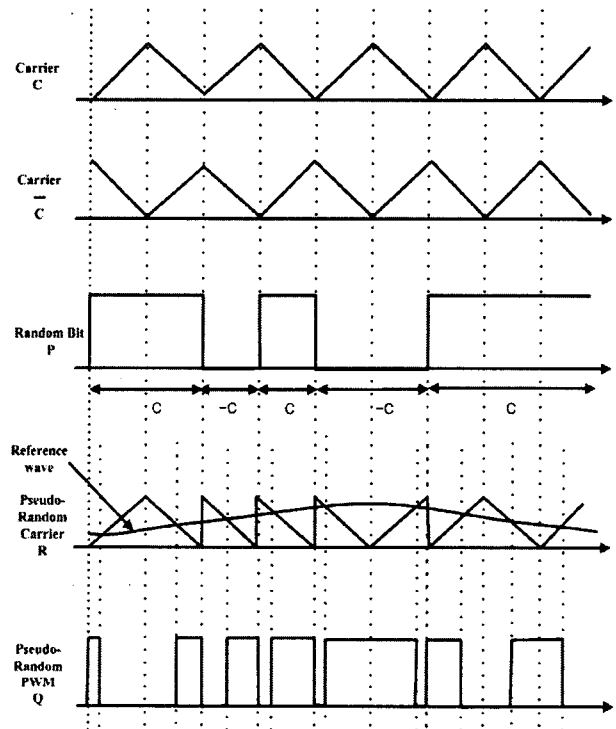 Carrier
C
Carrier
C
Random Bit
P
C
-C
C
-C
C
Reference
wave
Pseudo-
Random
Carrier
R
Pseudo-
Random
PWM
Q